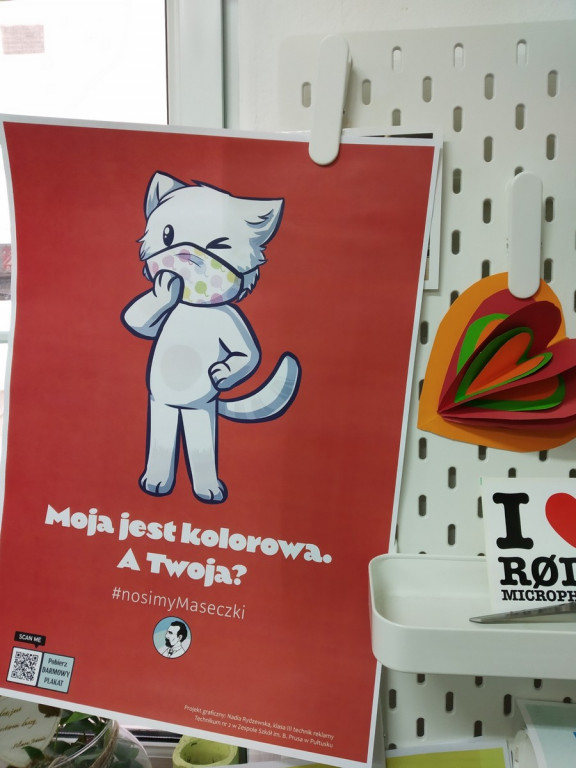 Moja jest kolorowa.
A Twoja?
#nosimyMaseczki
SCAN ME
Pobierz
DARMOWY
PLAKAT
Projekt graficzny: Nadia Rydzewska, klasa III technik reklamy
Technikum nr 2 w Zespole Szkół im. B. Prusa w Pułtusku
I
RØD
MICROPH